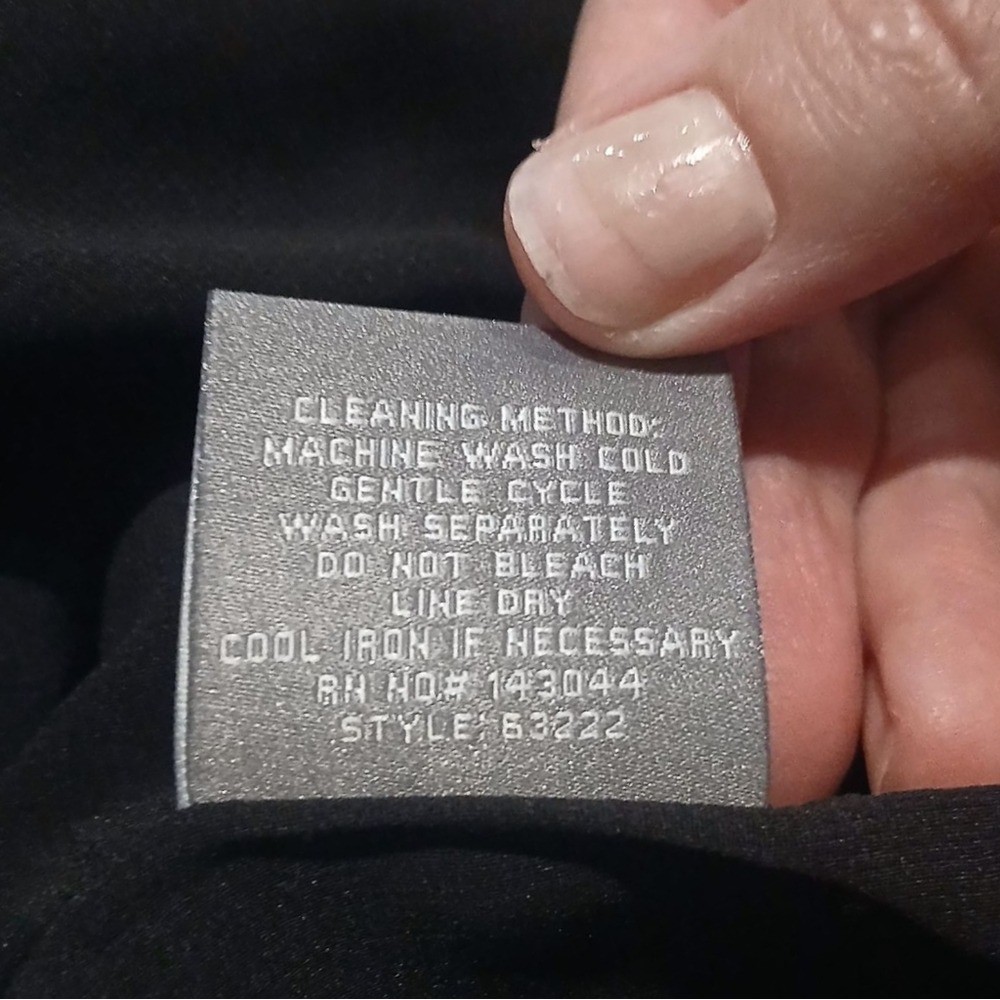 CLEANING METHOD:
MACHINE WASH COLD
GENTLE CYCLE
WASH SEPARATELY
DO NOT BLEACH
LINE DRY
COOL IRON IF NECESSARY
RN NO# 143044
STYLE: 63222